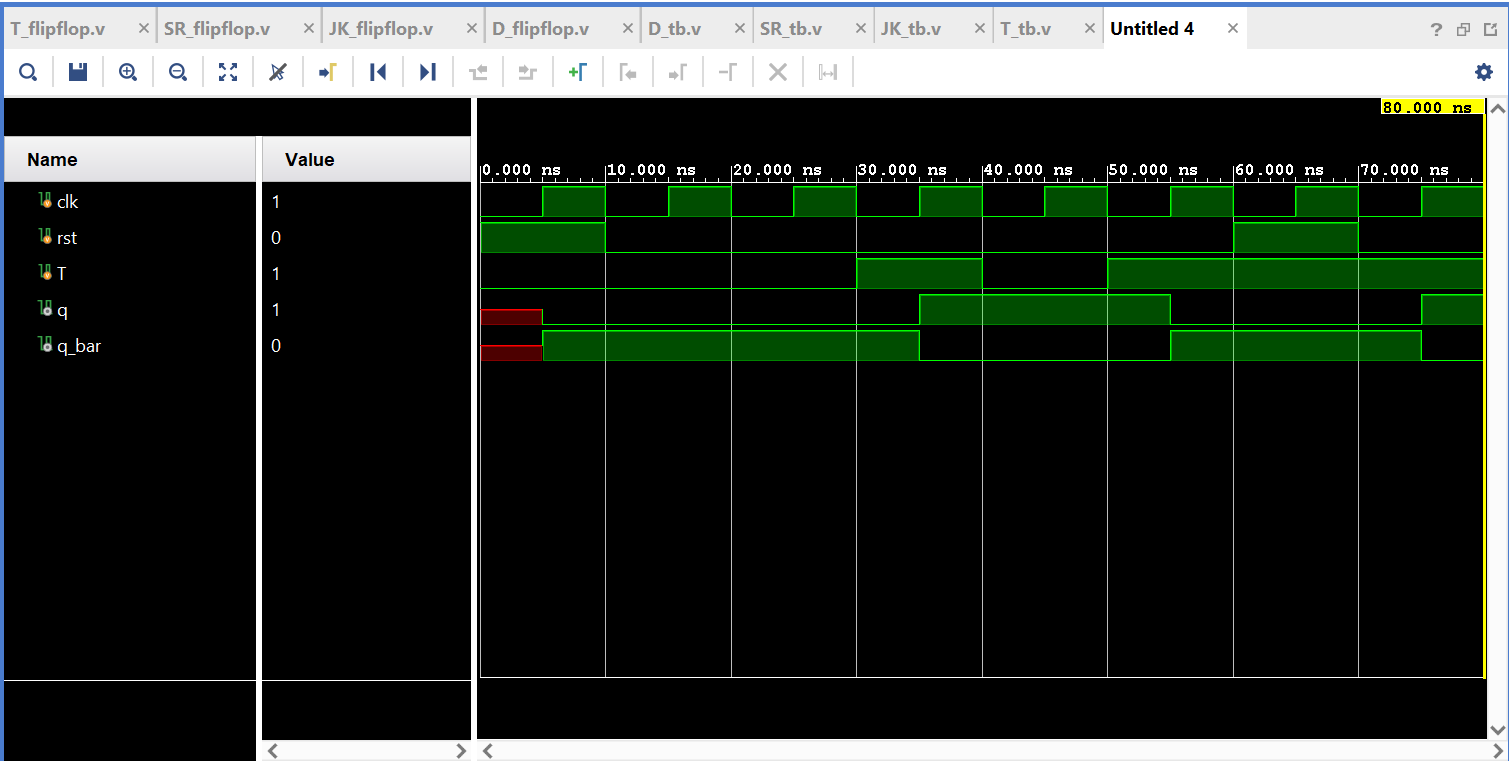 T_flipflop.v SR_flipflop.v JK_flipflop.v D_flipflop.v D_tb.v SR_tb.v JK_tb.v T_tb.v Untitled 4 ?
80.000 ns
Name Value
0.000 ns 10.000 ns 20.000 ns 30.000 ns 40.000 ns 50.000 ns 60.000 ns 70.000 ns
clk 1
rst 0
T 1
q 1
q_bar 0